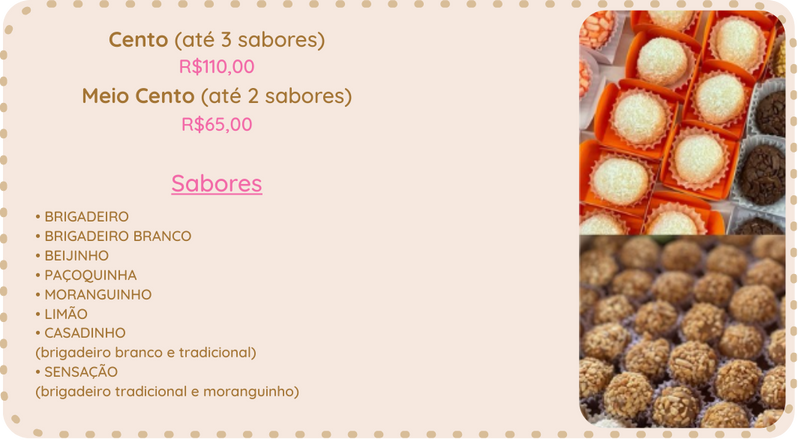 Cento (até 3 sabores)
R$110,00
Meio Cento (até 2 sabores)
R$65,00
Sabores
• BRIGADEIRO
• BRIGADEIRO BRANCO
• BEIJINHO
• PAÇOQUINHA
• MORANGUINHO
• LIMÃO
• CASADINHO
(brigadeiro branco e tradicional)
• SENSAÇÃO
(brigadeiro tradicional e moranguinho)